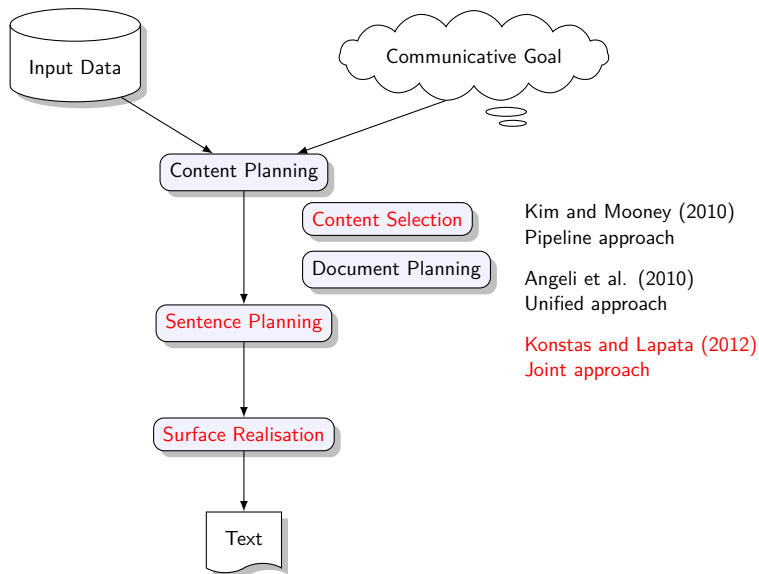 Input Data
Communicative Goal
Content Planning
Content Selection
Document Planning
Kim and Mooney (2010)
Pipeline approach
Angeli et al. (2010)
Unified approach
Konstas and Lapata (2012)
Joint approach
Sentence Planning
Surface Realisation
Text